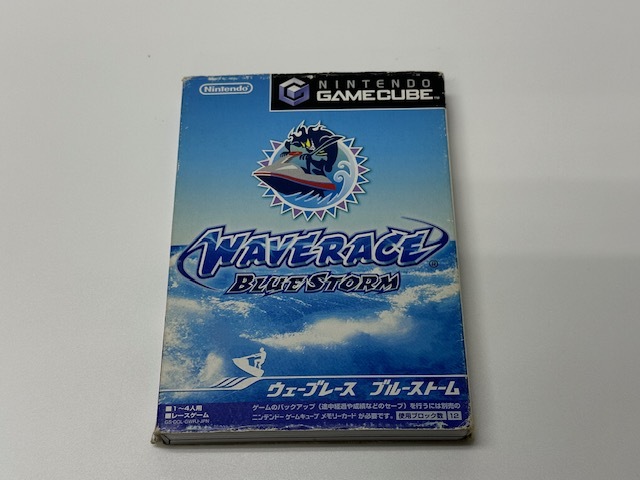 Nintendo
NINTENDO
GAMECUBE™
WAVE RACE
BLUE STORM
ウェーブレース ブルーストーム
■1～4人用
■レースゲーム
ゲームのバックアップ（途中経過や成績などのセーブ）を行うには別売の
ニンテンドー ゲームキューブ メモリーカード が必要です。 使用ブロック数 12